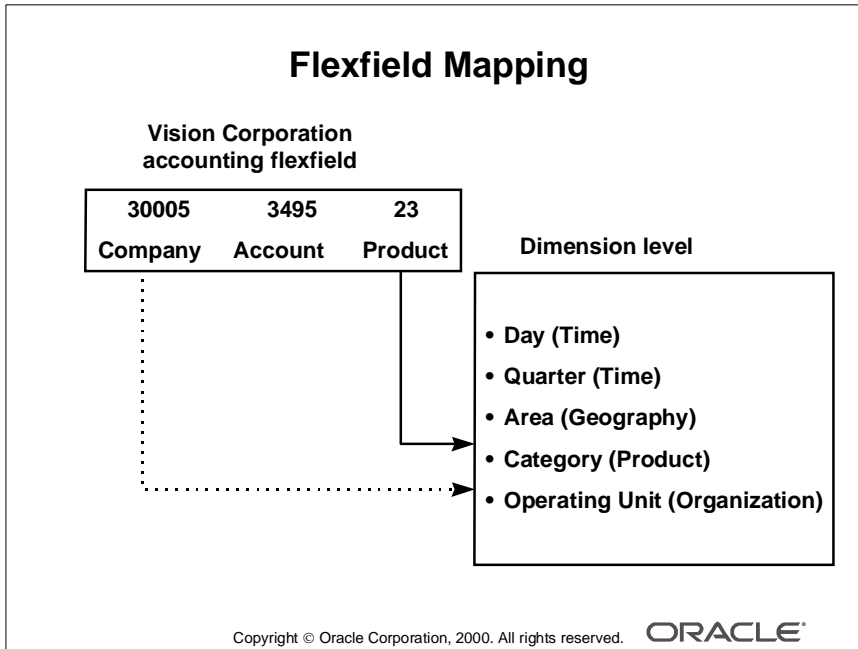 Flexfield Mapping
Vision Corporation
accounting flexfield
30005 3495 23
Company Account Product
Dimension level
• Day (Time)
• Quarter (Time)
• Area (Geography)
• Category (Product)
• Operating Unit (Organization)
Copyright © Oracle Corporation, 2000. All rights reserved. ORACLE®